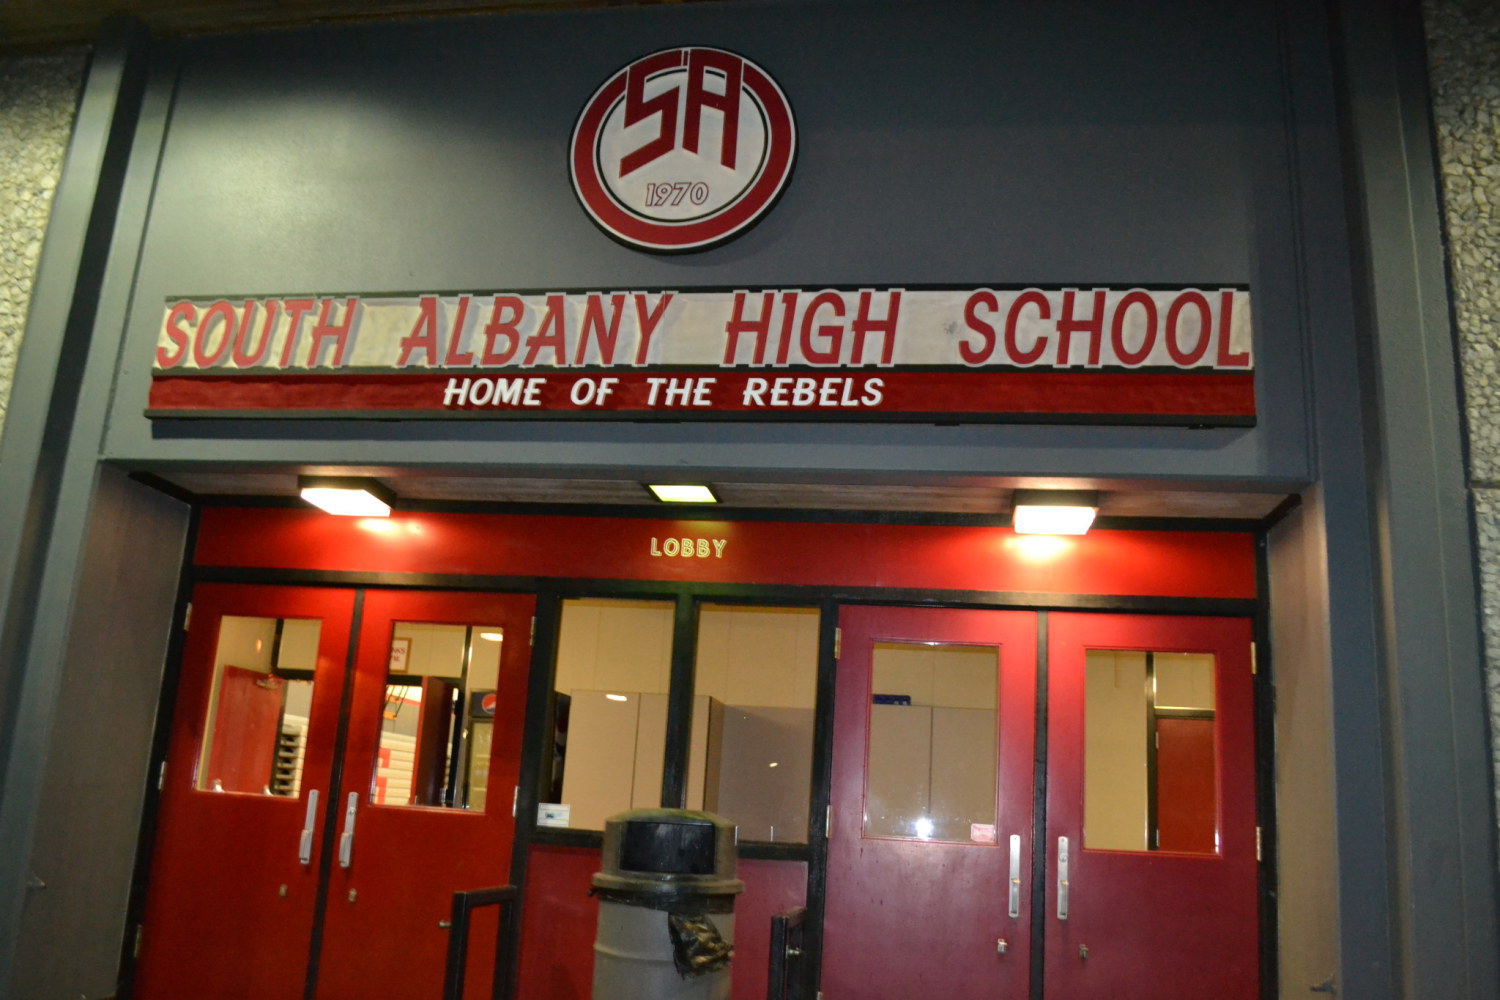 SA
1970
SOUTH ALBANY HIGH SCHOOL
HOME OF THE REBELS
LOBBY